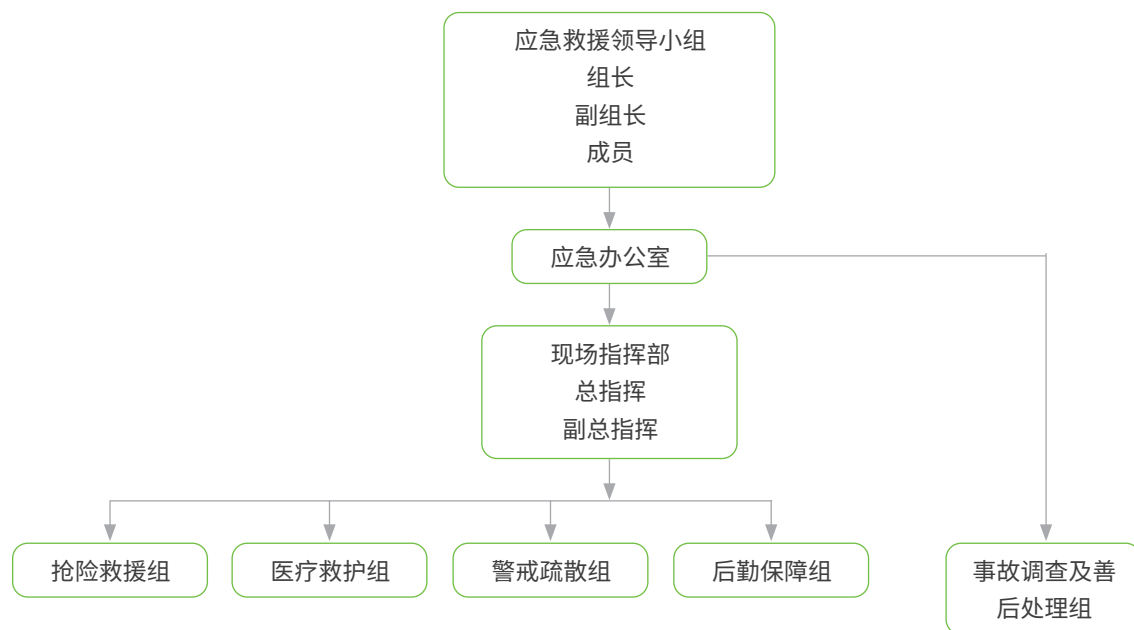 应急救援领导小组
组长
副组长
成员
应急办公室
现场指挥部
总指挥
副总指挥
抢险救援组
医疗救护组
警戒疏散组
后勤保障组
事故调查及善
后处理组